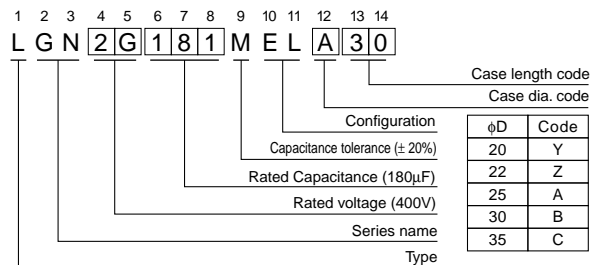 1 2 3 4 5 6 7 8 9 10 11 12 13 14
L G N 2 G 1 8 1 M E L A 3 0
Case length code
Case dia. code
Configuration
Capacitance tolerance (± 20%)
Rated Capacitance (180μF)
Rated voltage (400V)
Series name
Type
ϕD Code
20 Y
22 Z
25 A
30 B
35 C